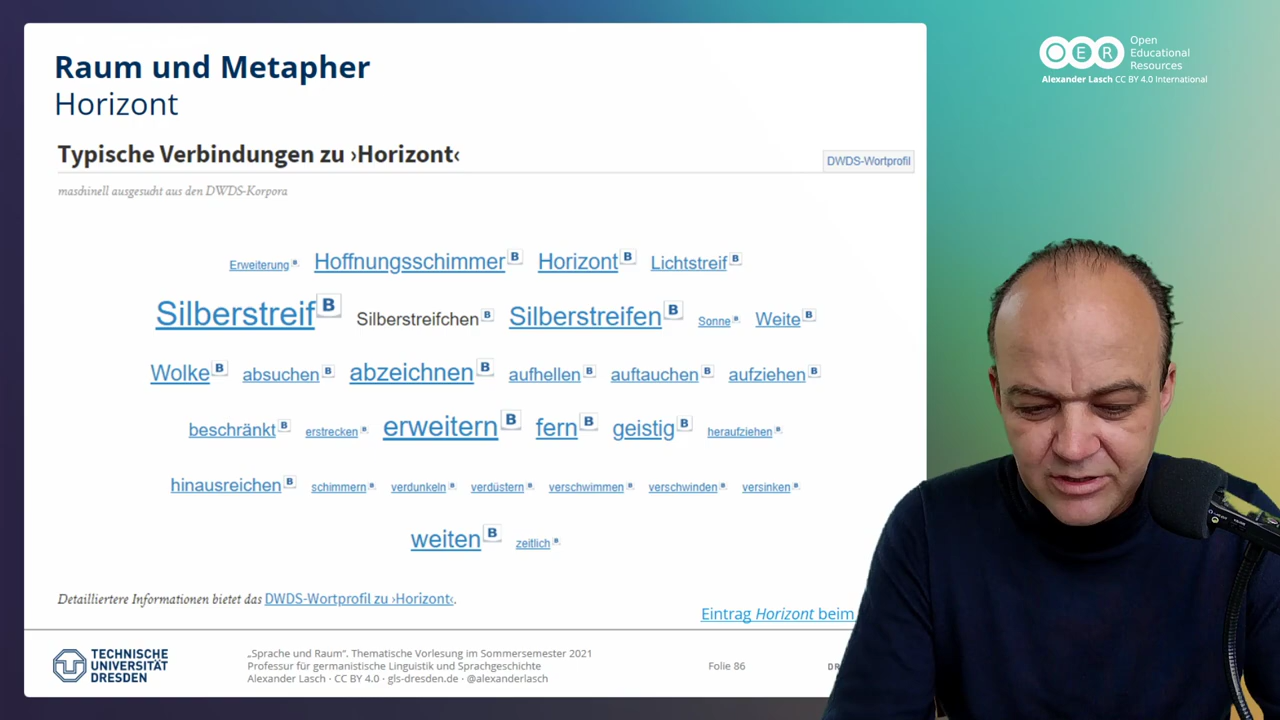 Raum und Metapher
Horizont
Typische Verbindungen zu ›Horizont‹
DWDS-Wortprofil
maschinell ausgesucht aus den DWDS-Korpora
Erweiterung B Hoffnungsschimmer B Horizont B Lichtstreif B
Silberstreif B Silberstreifchen B Silberstreifen B Sonne B Weite B
Wolke B absuchen B abzeichnen B aufhellen B auftauchen B aufziehen B
beschränkt B erstrecken B erweitern B fern B geistig B heraufziehen B
hinausreichen B schimmern B verdunkeln B verdüstern B verschwimmen B verschwinden B versinken B
weiten B zeitlich B
Detailliertere Informationen bietet das DWDS-Wortprofil zu ›Horizont‹.
Eintrag Horizont beim
TECHNISCHE
UNIVERSITÄT
DRESDEN
„Sprache und Raum“. Thematische Vorlesung im Sommersemester 2021
Professur für germanistische Linguistik und Sprachgeschichte
Alexander Lasch · CC BY 4.0 · gls-dresden.de · @alexanderlasch
Folie 86
OER
Open
Educational
Resources
Alexander Lasch CC BY 4.0 International